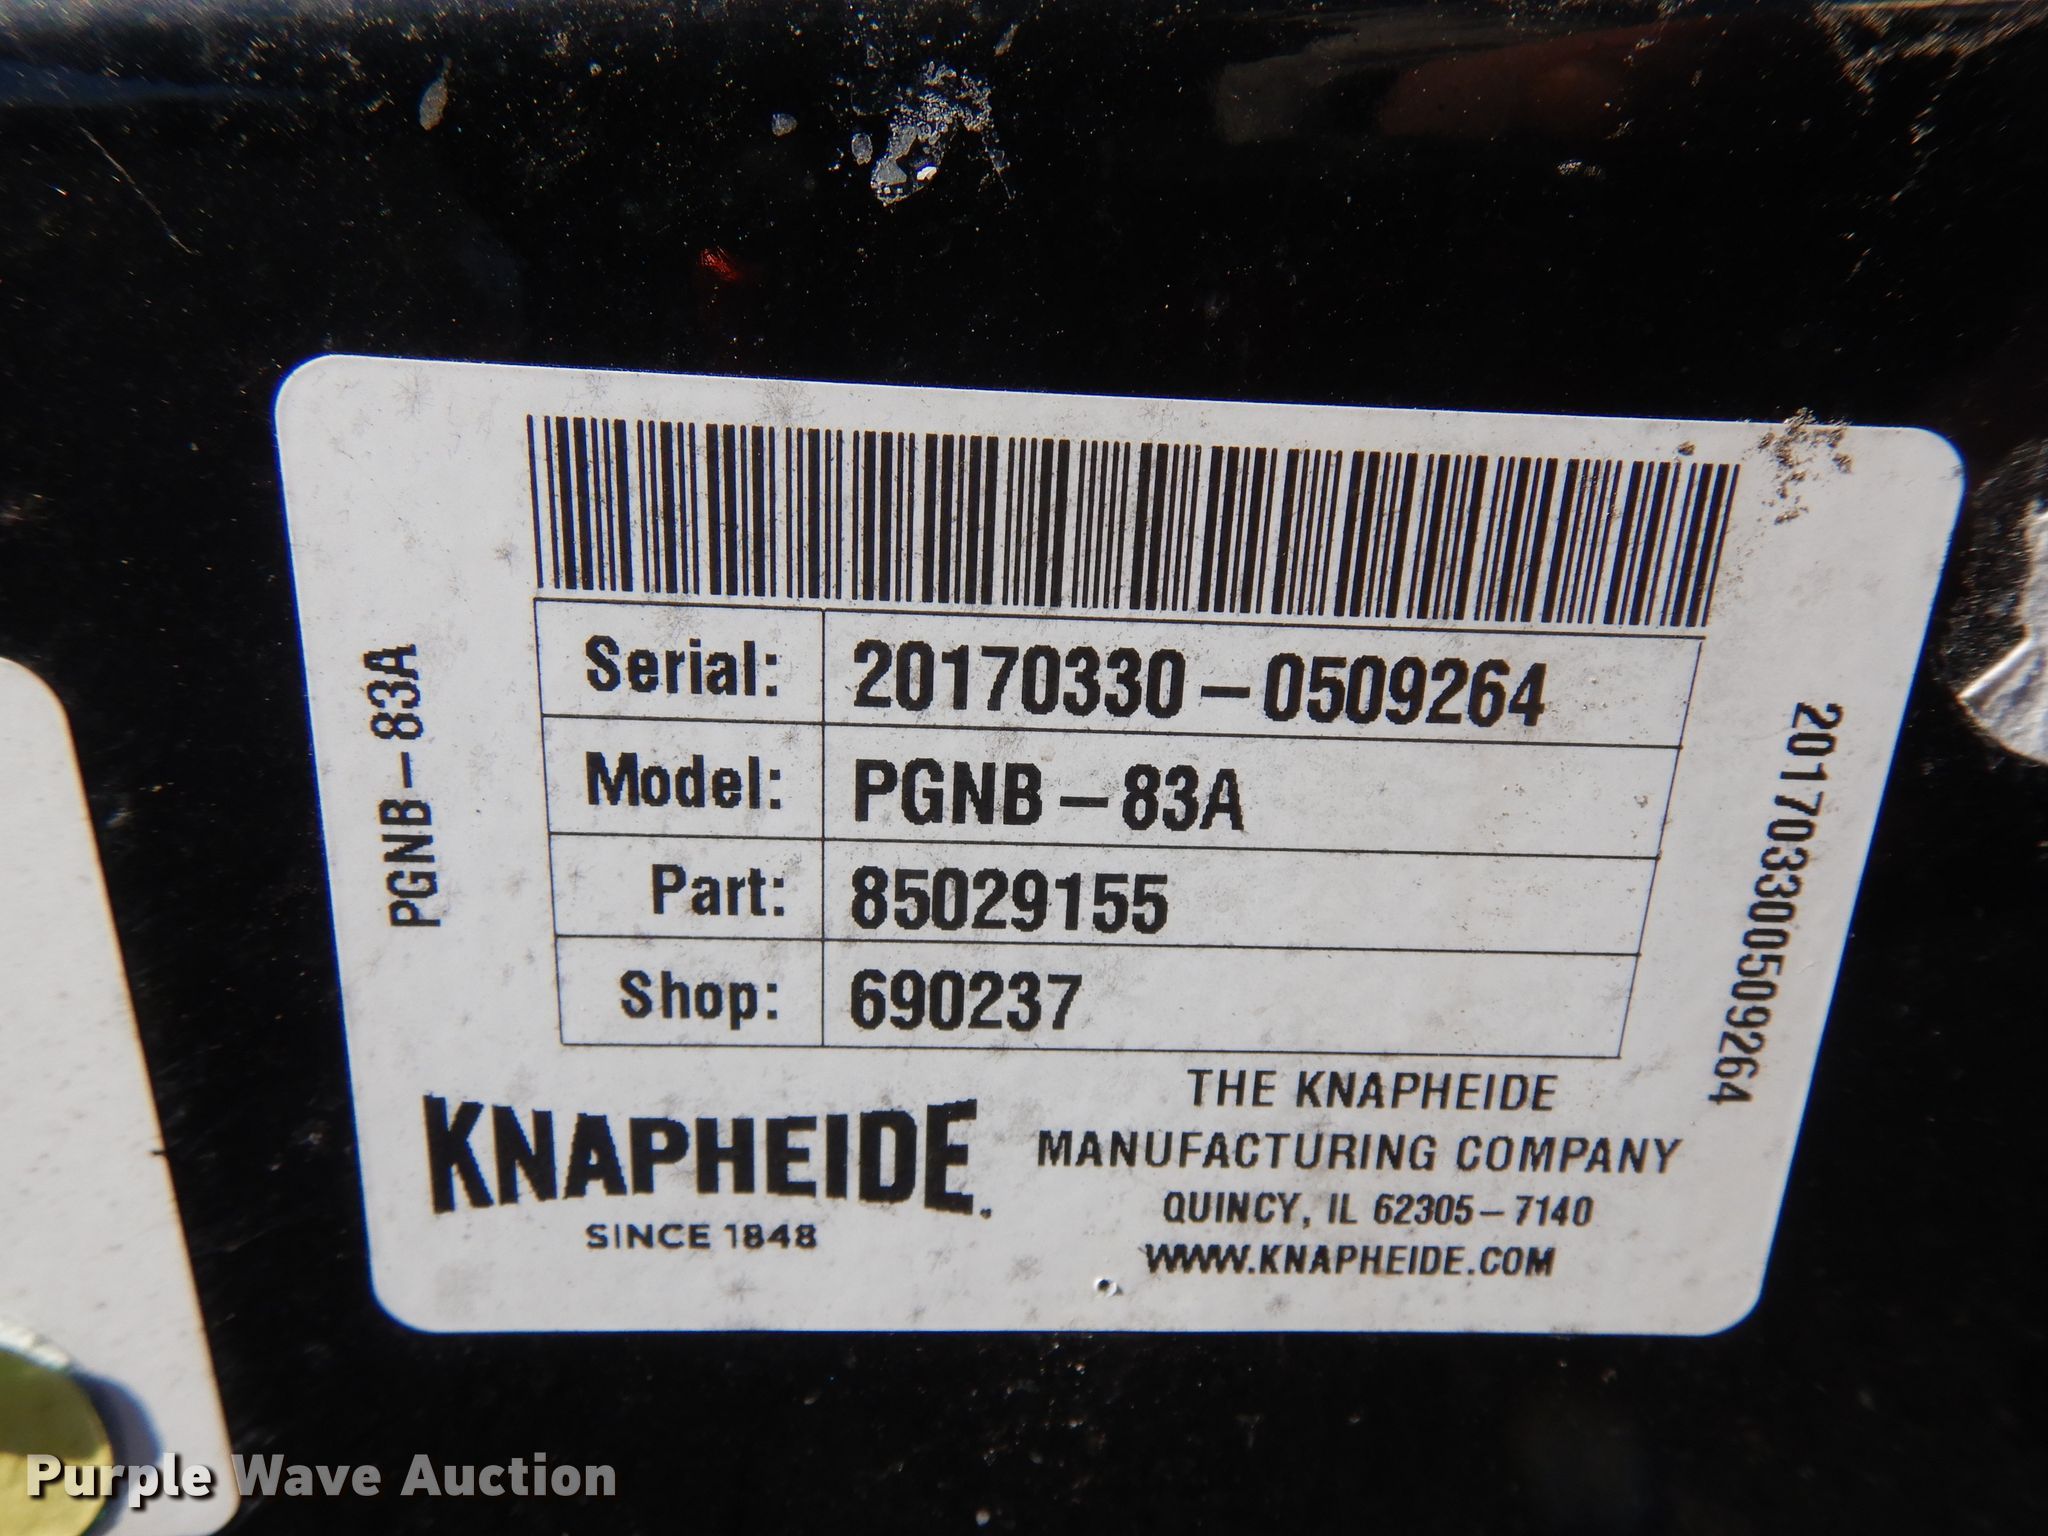 PGNB-83A
Serial: 20170330-0509264
Model: PGNB-83A
Part: 85029155
Shop: 690237
201703300509264
KNAPHEIDE.
SINCE 1848
THE KNAPHEIDE
MANUFACTURING COMPANY
QUINCY, IL 62305-7140
WWW.KNAPHEIDE.COM
Purple Wave Auction